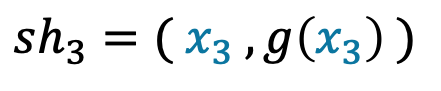 sh₃ = ( x₃ , g(x₃) )